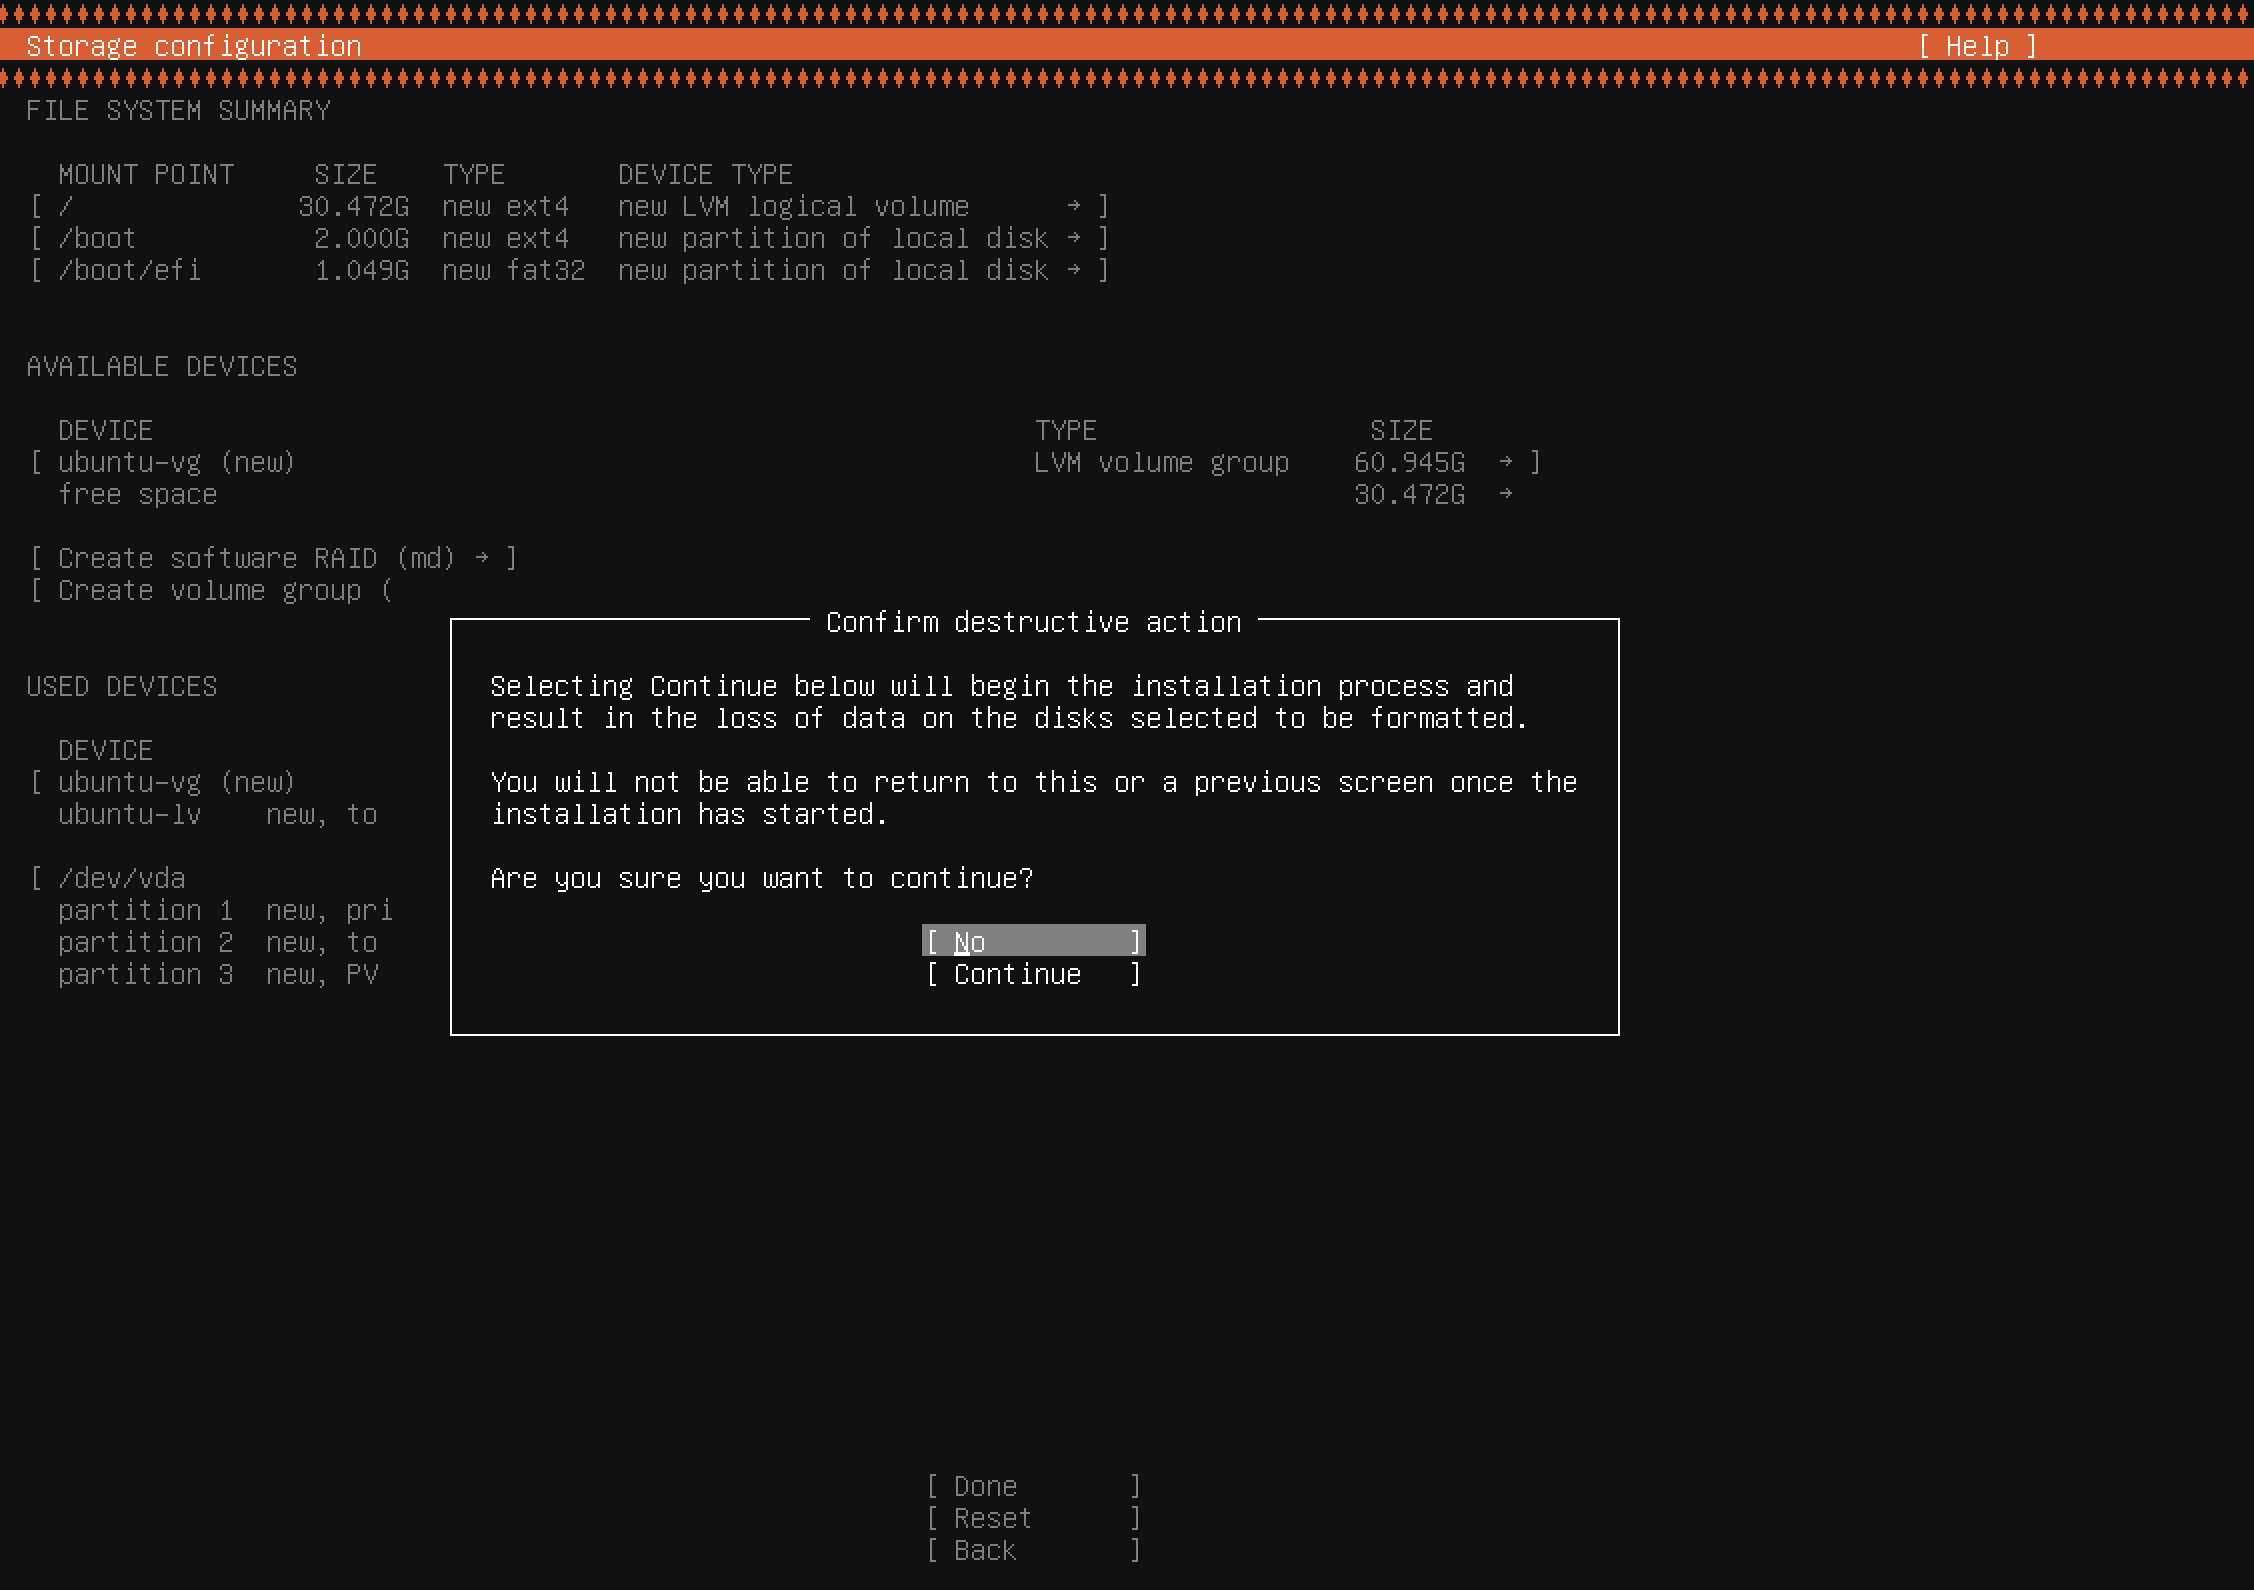 Storage configuration [ Help ]
FILE SYSTEM SUMMARY
MOUNT POINT SIZE TYPE DEVICE TYPE
[ / 30.472G new ext4 new LVM logical volume → ]
[ /boot 2.000G new ext4 new partition of local disk → ]
[ /boot/efi 1.049G new fat32 new partition of local disk → ]
AVAILABLE DEVICES
DEVICE TYPE SIZE
[ ubuntu-vg (new) LVM volume group 60.945G → ]
free space 30.472G →
[ Create software RAID (md) → ]
[ Create volume group (
USED DEVICES
DEVICE
[ ubuntu-vg (new)
ubuntu-lv new, to
[ /dev/vda
partition 1 new, pri
partition 2 new, to
partition 3 new, PV
Confirm destructive action
Selecting Continue below will begin the installation process and
result in the loss of data on the disks selected to be formatted.
You will not be able to return to this or a previous screen once the
installation has started.
Are you sure you want to continue?
[ No ]
[ Continue ]
[ Done ]
[ Reset ]
[ Back ]